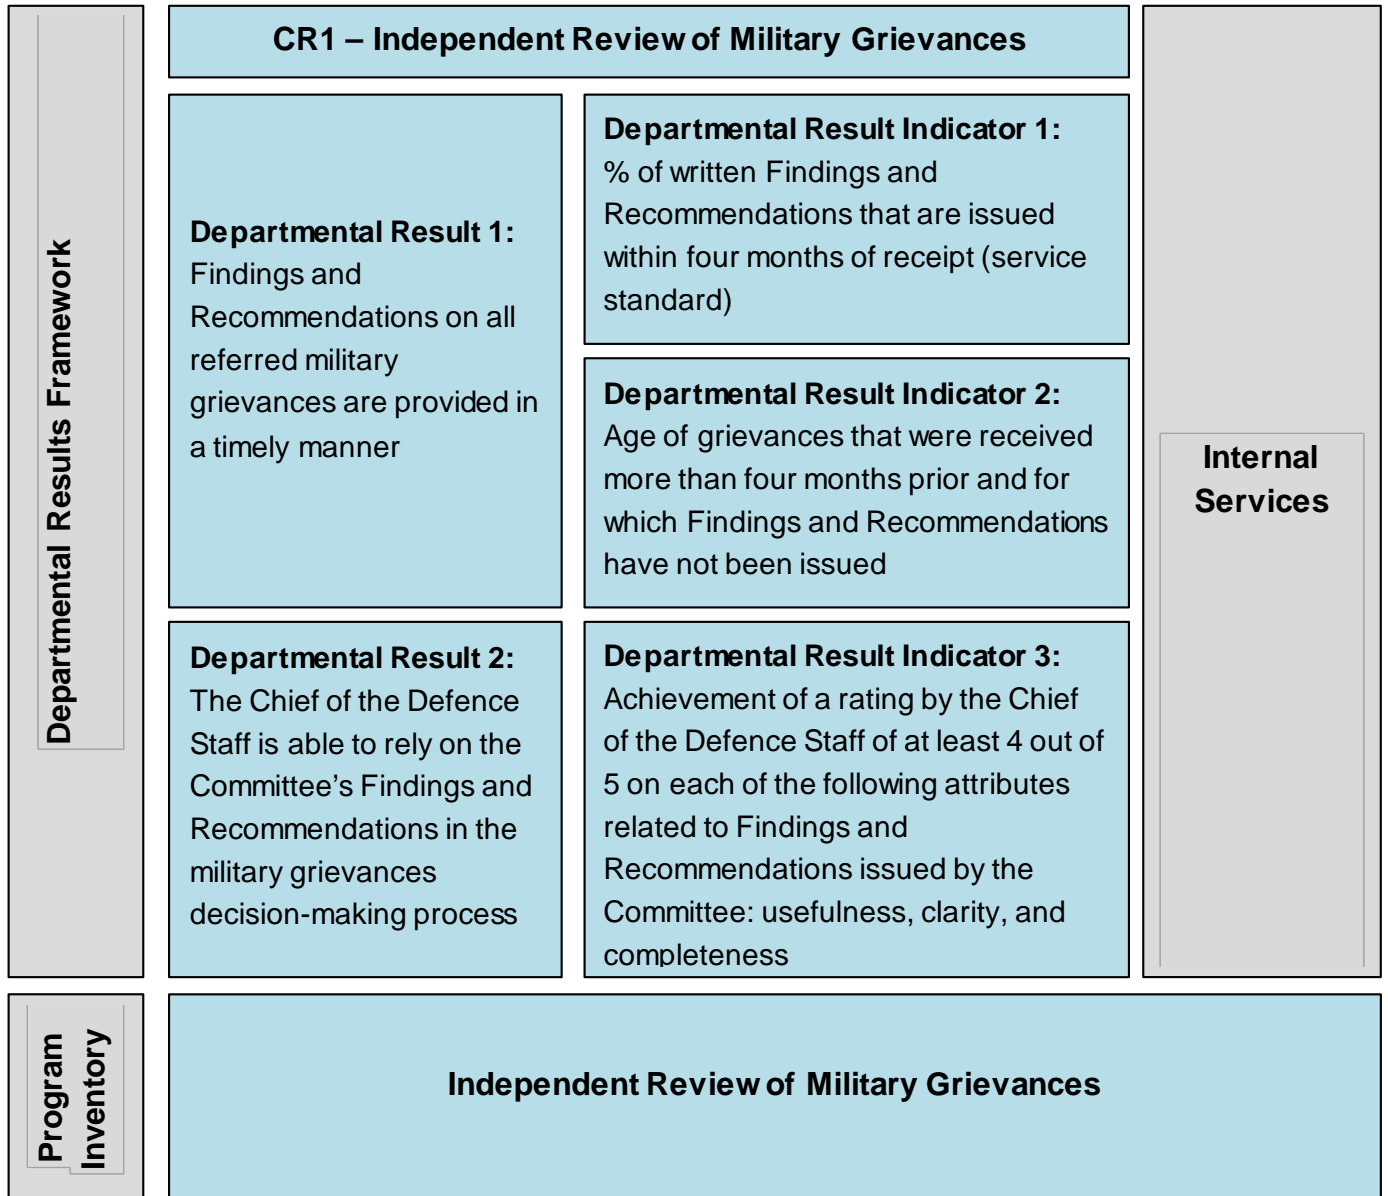 CR1 – Independent Review of Military Grievances
Departmental Results Framework
Departmental Result 1:
Findings and
Recommendations on all
referred military
grievances are provided in
a timely manner
Departmental Result Indicator 1:
% of written Findings and
Recommendations that are issued
within four months of receipt (service
standard)
Departmental Result Indicator 2:
Age of grievances that were received
more than four months prior and for
which Findings and Recommendations
have not been issued
Departmental Result 2:
The Chief of the Defence
Staff is able to rely on the
Committee’s Findings and
Recommendations in the
military grievances
decision-making process
Departmental Result Indicator 3:
Achievement of a rating by the Chief
of the Defence Staff of at least 4 out of
5 on each of the following attributes
related to Findings and
Recommendations issued by the
Committee: usefulness, clarity, and
completeness
Internal
Services
Program
Inventory
Independent Review of Military Grievances